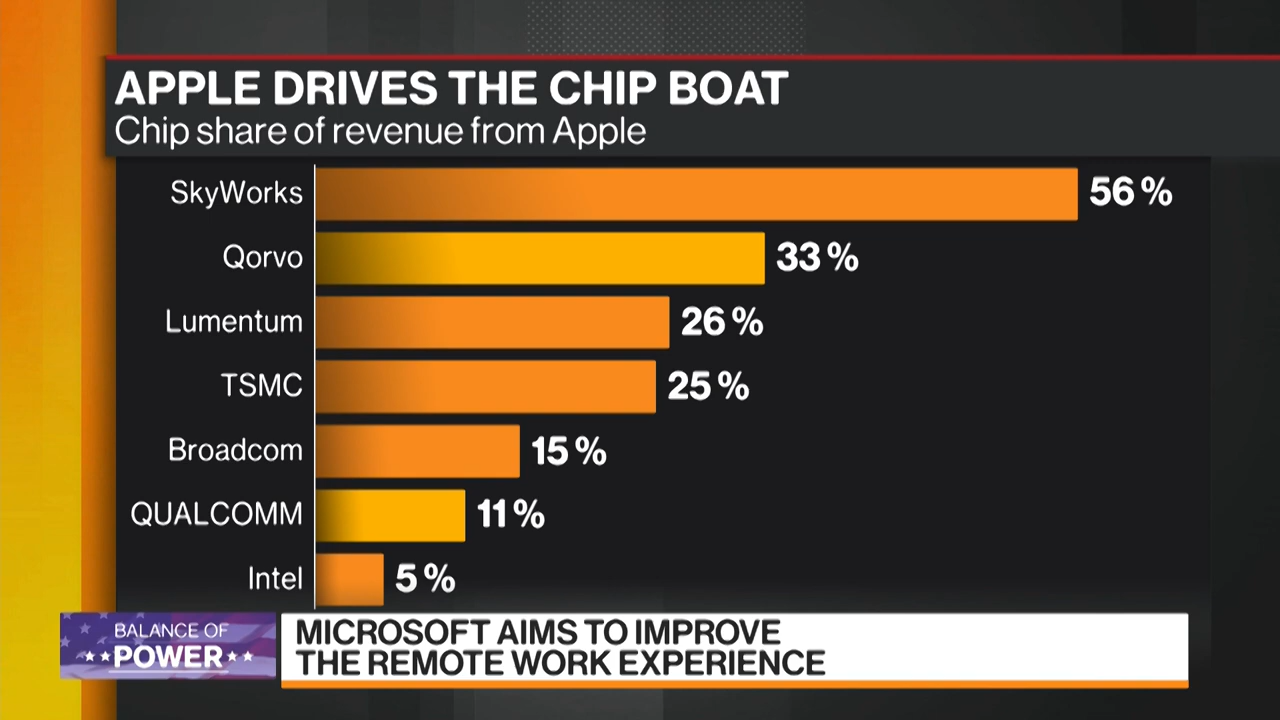 APPLE DRIVES THE CHIP BOAT
Chip share of revenue from Apple
SkyWorks 56%
Qorvo 33%
Lumentum 26%
TSMC 25%
Broadcom 15%
QUALCOMM 11%
Intel 5%
BALANCE OF
POWER
MICROSOFT AIMS TO IMPROVE
THE REMOTE WORK EXPERIENCE